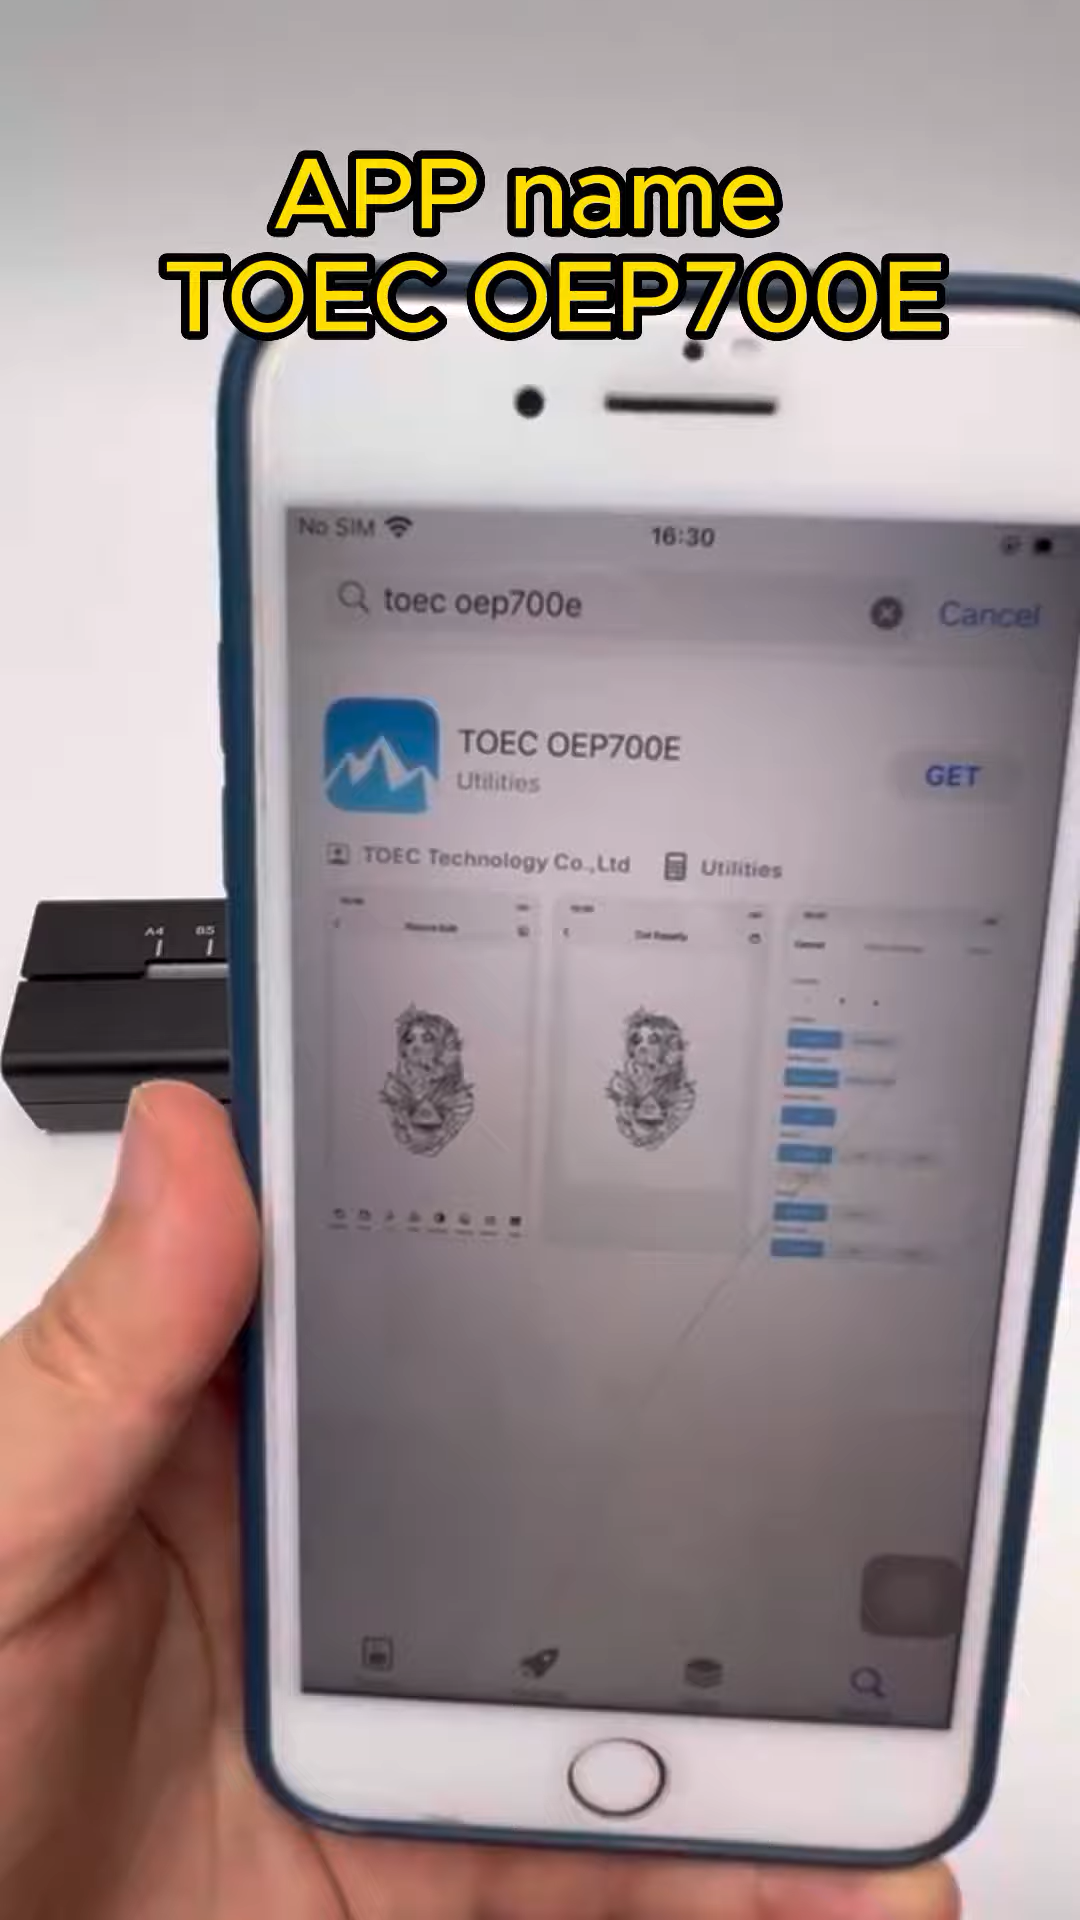 APP name
TOEC OEP700E
No SIM
16:30
toec oep700e
Cancel
TOEC OEP700E
Utilities
GET
TOEC Technology Co.,Ltd
Utilities
A4 B5